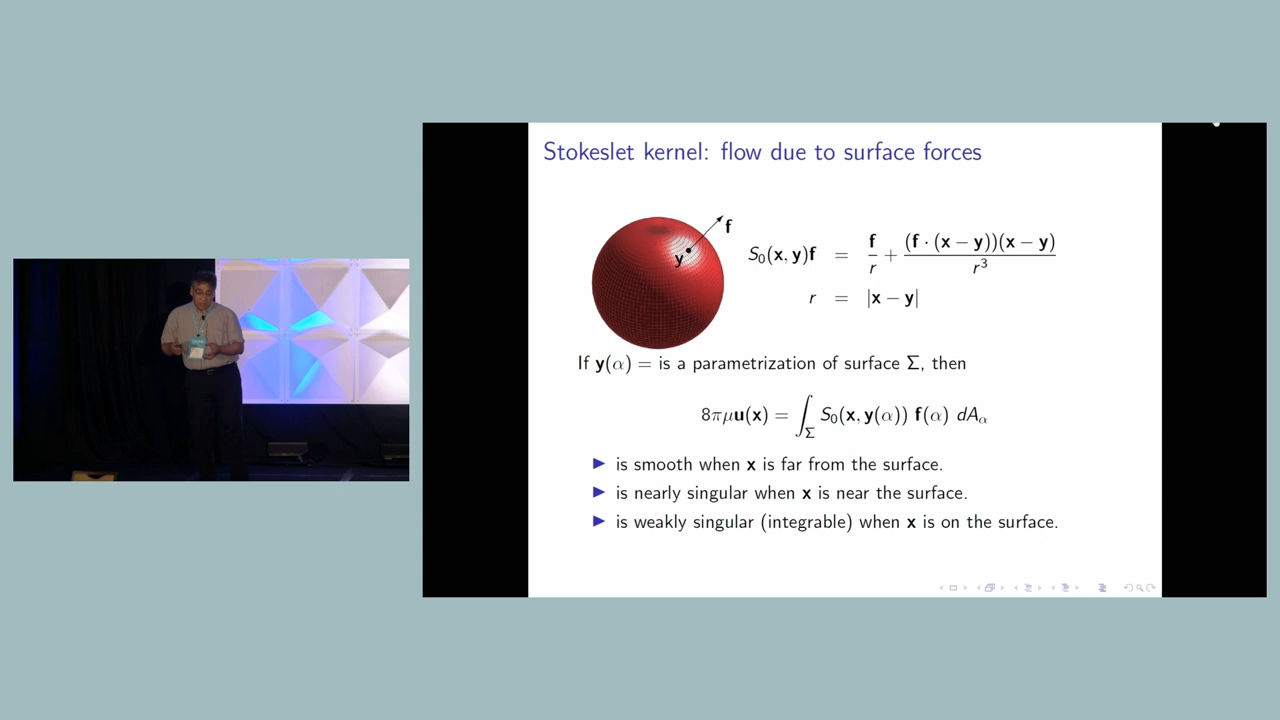 Stokeslet kernel: flow due to surface forces
f
y
S₀(x, y)f = f/r + (f · (x − y))(x − y)/r³
r = |x − y|
If y(α) = is a parametrization of surface Σ, then
8πμu(x) = ∫_Σ S₀(x, y(α)) f(α) dA_α
▶ is smooth when x is far from the surface.
▶ is nearly singular when x is near the surface.
▶ is weakly singular (integrable) when x is on the surface.